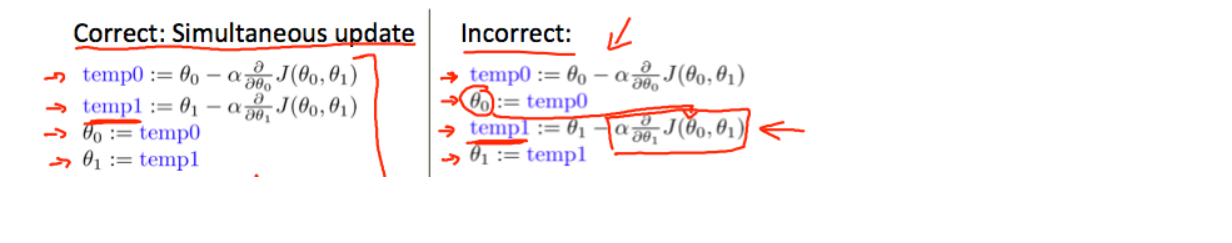 Correct: Simultaneous update
temp0 := θ₀ − α ∂/∂θ₀ J(θ₀, θ₁)
temp1 := θ₁ − α ∂/∂θ₁ J(θ₀, θ₁)
θ₀ := temp0
θ₁ := temp1
Incorrect:
temp0 := θ₀ − α ∂/∂θ₀ J(θ₀, θ₁)
θ₀ := temp0
temp1 := θ₁ − α ∂/∂θ₁ J(θ₀, θ₁)
θ₁ := temp1